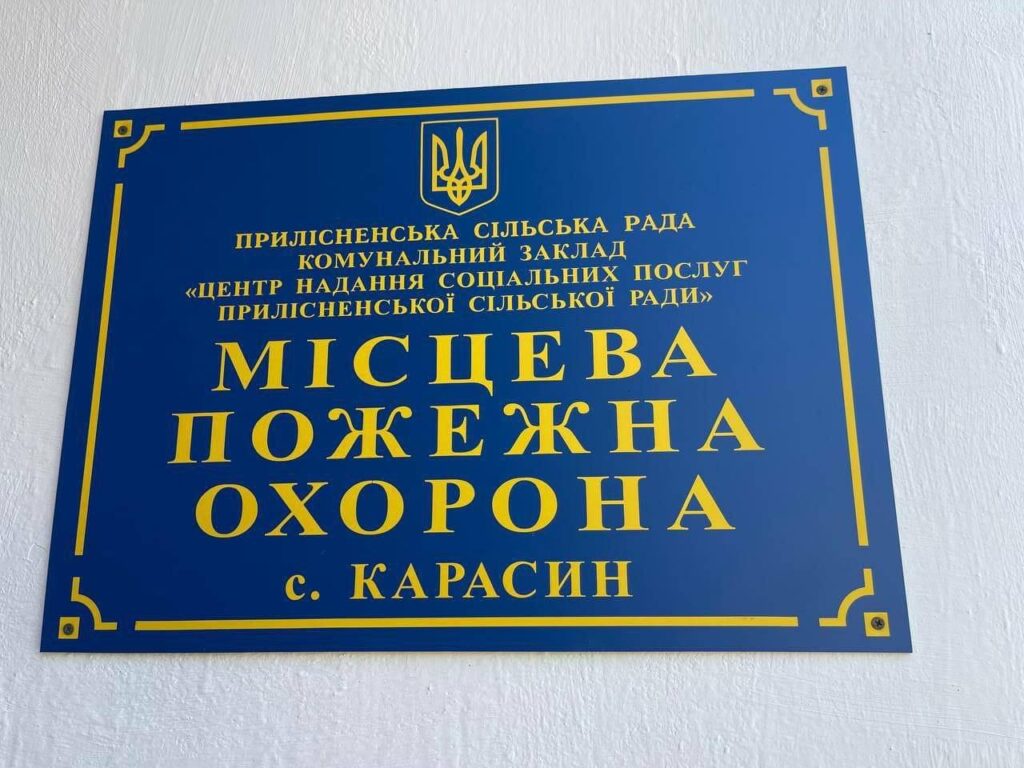 ПРИЛІСНЕНСЬКА СІЛЬСЬКА РАДА
КОМУНАЛЬНИЙ ЗАКЛАД
«ЦЕНТР НАДАННЯ СОЦІАЛЬНИХ ПОСЛУГ
ПРИЛІСНЕНСЬКОЇ СІЛЬСЬКОЇ РАДИ»
МІСЦЕВА
ПОЖЕЖНА
ОХОРОНА
с. КАРАСИН